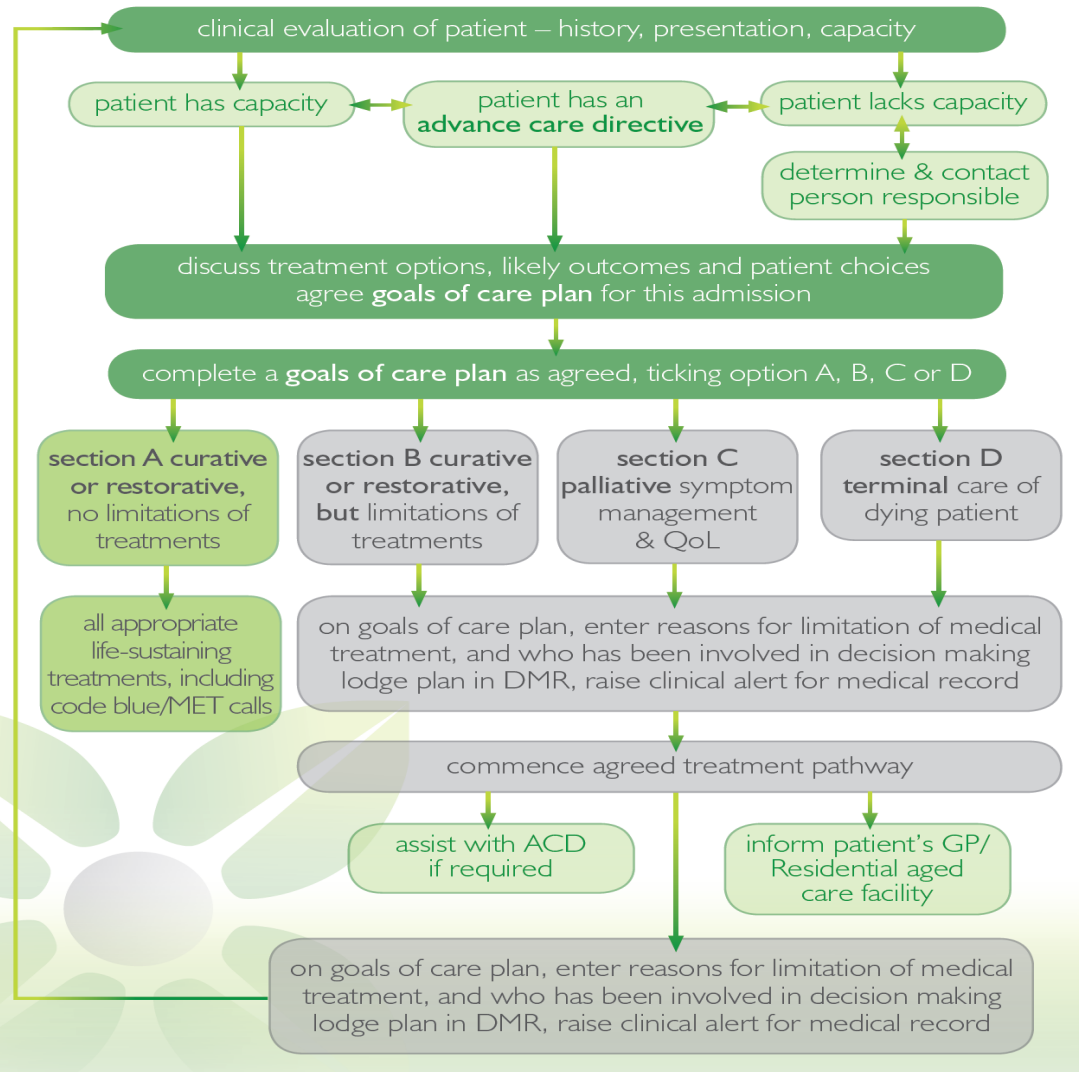 clinical evaluation of patient – history, presentation, capacity
patient has capacity
patient has an
advance care directive
patient lacks capacity
determine & contact
person responsible
discuss treatment options, likely outcomes and patient choices
agree goals of care plan for this admission
complete a goals of care plan as agreed, ticking option A, B, C or D
section A curative
or restorative,
no limitations of
treatments
section B curative
or restorative,
but limitations of
treatments
section C
palliative symptom
management
& QoL
section D
terminal care of
dying patient
all appropriate
life-sustaining
treatments, including
code blue/MET calls
on goals of care plan, enter reasons for limitation of medical
treatment, and who has been involved in decision making
lodge plan in DMR, raise clinical alert for medical record
commence agreed treatment pathway
assist with ACD
if required
inform patient's GP/
Residential aged
care facility
on goals of care plan, enter reasons for limitation of medical
treatment, and who has been involved in decision making
lodge plan in DMR, raise clinical alert for medical record